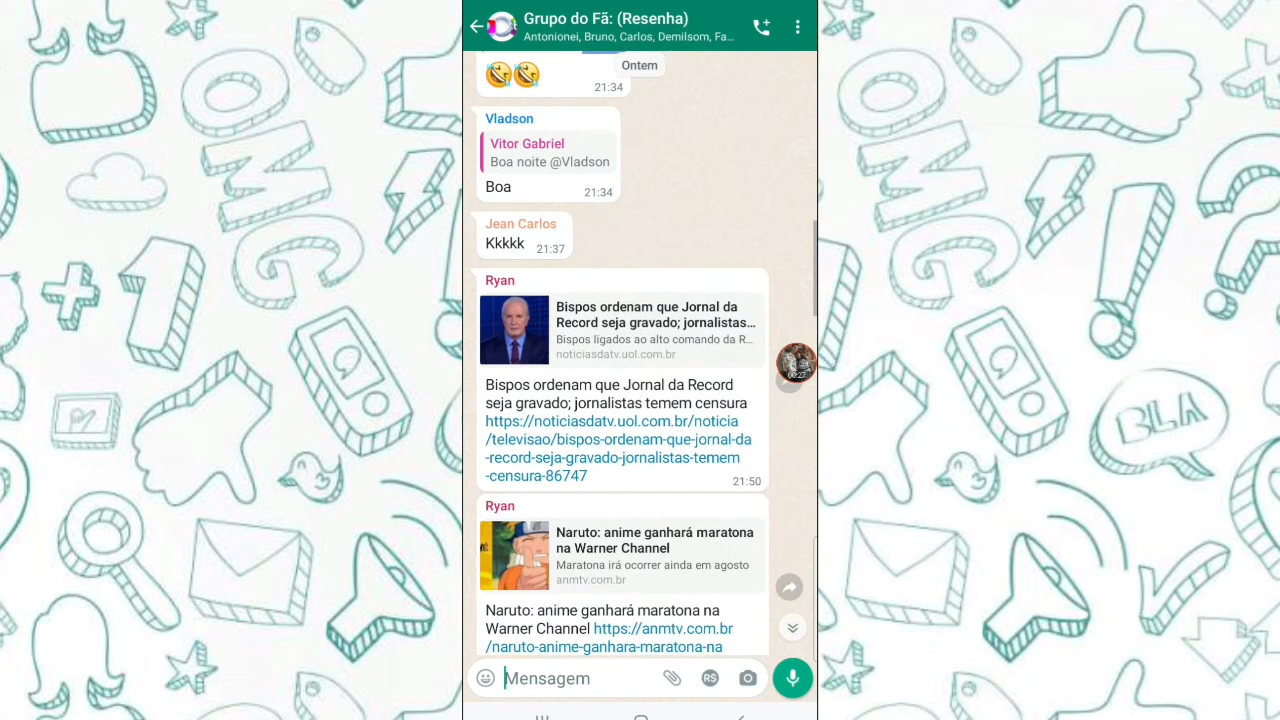 Grupo do Fã: (Resenha)
Antonionei, Bruno, Carlos, Demilsom, Fa...
Ontem
21:34
Vladson
Vitor Gabriel
Boa noite @Vladson
Boa
21:34
Jean Carlos
Kkkkk
21:37
Ryan
Bispos ordenam que Jornal da
Record seja gravado; jornalistas...
Bispos ligados ao alto comando da R...
noticiasdatv.uol.com.br
00:27
Bispos ordenam que Jornal da Record
seja gravado; jornalistas temem censura
https://noticiasdatv.uol.com.br/noticia
/televisao/bispos-ordenam-que-jornal-da
-record-seja-gravado-jornalistas-temem
-censura-86747
21:50
Ryan
Naruto: anime ganhará maratona
na Warner Channel
Maratona irá ocorrer ainda em agosto
anmtv.com.br
Naruto: anime ganhará maratona na
Warner Channel https://anmtv.com.br
/naruto-anime-ganhara-maratona-na
Mensagem
R$
OMG
+1
OMG
BLA